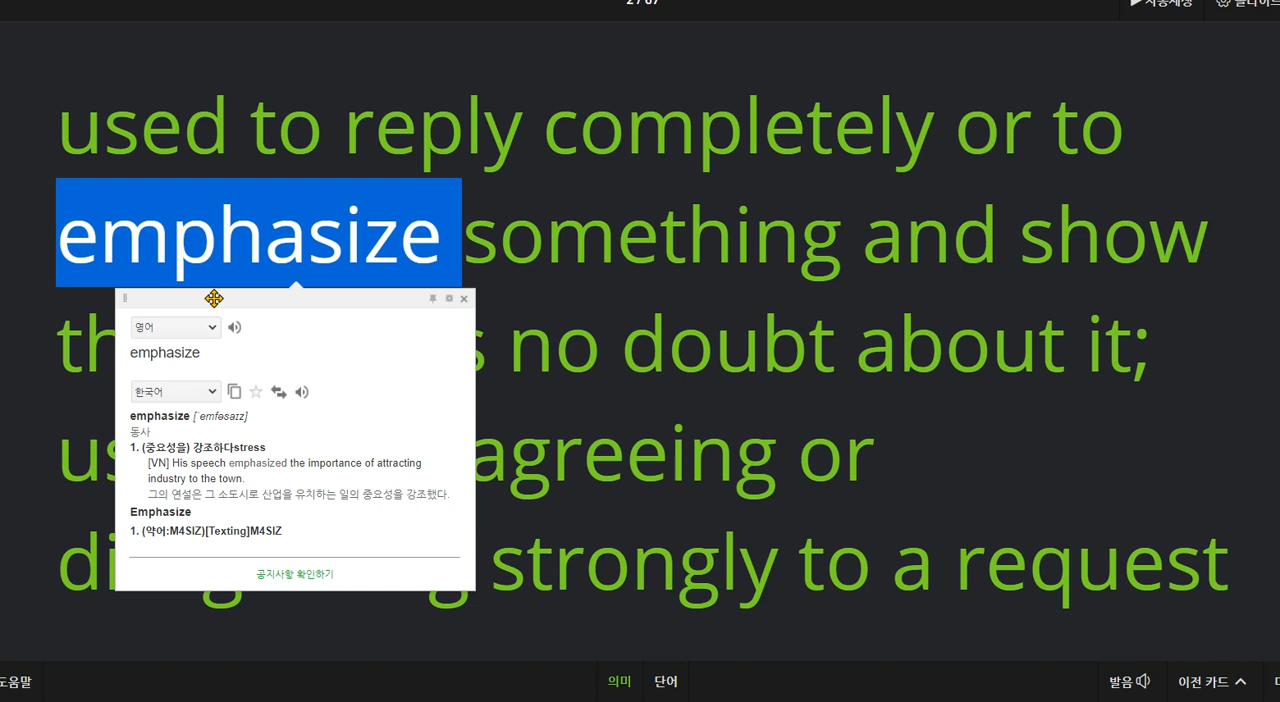 2 / 67
▶ 자동재생
used to reply completely or to
emphasize something and show
th s no doubt about it;
us agreeing or
strongly to a request
영어
emphasize
한국어
emphasize [ˈemfəsaɪz]
동사
1. (중요성을) 강조하다stress
[VN] His speech emphasized the importance of attracting
industry to the town.
그의 연설은 그 소도시로 산업을 유치하는 일의 중요성을 강조했다.
Emphasize
1. (약어:M4SIZ)[Texting]M4SIZ
공지사항 확인하기
도움말
의미
단어
발음
이전 카드